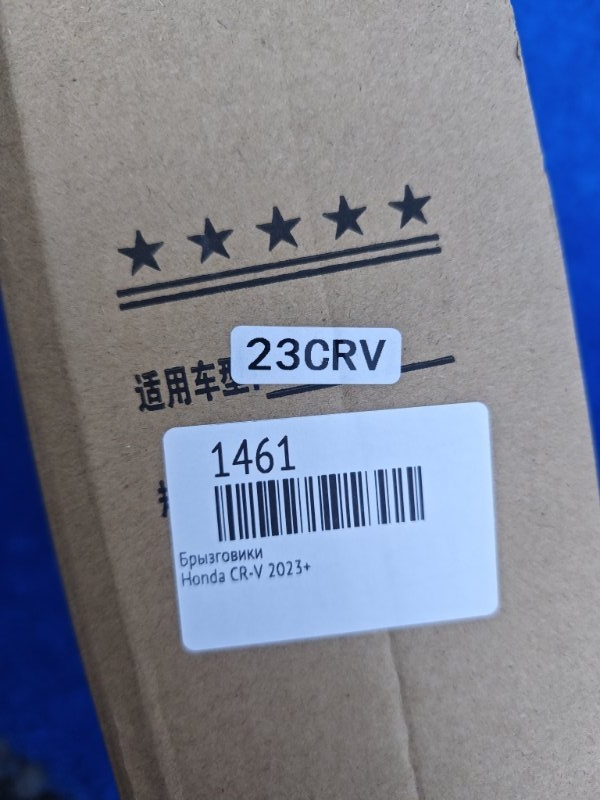 ★★★★★
适用车型:
23CRV
1461
Брызговики
Honda CR-V 2023+